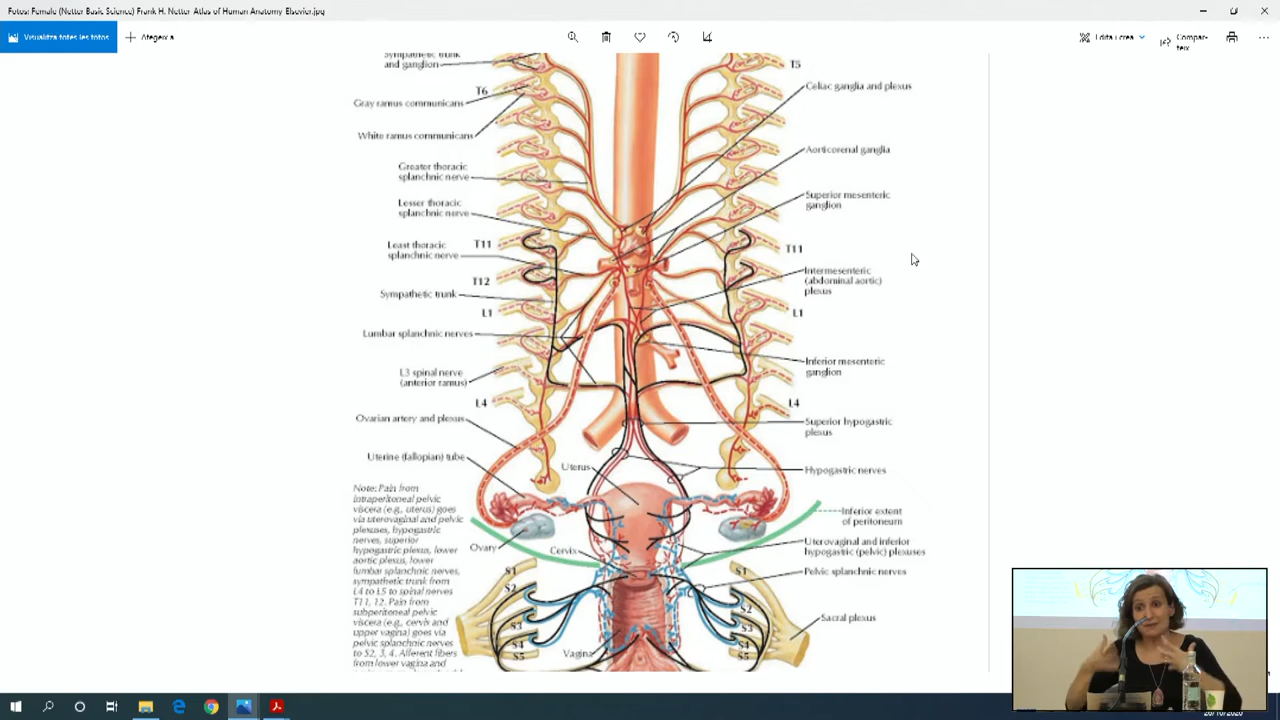 Fotos: Female (Netter Basic Science) Frank H. Netter-Atlas of Human Anatomy-Elsevier.jpg
Visualitza totes les fotos
Afegeix a
Edita i crea
Compar-
teix
Sympathetic trunk
and ganglion
T6
Gray ramus communicans
White ramus communicans
Greater thoracic
splanchnic nerve
Lesser thoracic
splanchnic nerve
Least thoracic
splanchnic nerve
T11
T12
Sympathetic trunk
L1
Lumbar splanchnic nerves
L3 spinal nerve
(anterior ramus)
L4
Ovarian artery and plexus
Uterine (fallopian) tube
Uterus
Note: Pain from
intraperitoneal pelvic
viscera (e.g., uterus) goes
via uterovaginal and pelvic
plexuses, hypogastric
nerves, superior
hypogastric plexus, lower
aortic plexus, lower
lumbar splanchnic nerves,
sympathetic trunk from
L4 to L5 to spinal nerves
T11, 12. Pain from
subperitoneal pelvic
viscera (e.g., cervix and
upper vagina) goes via
pelvic splanchnic nerves
to S2, 3, 4. Afferent fibers
from lower vagina and
Ovary
Cervix
S1
S2
S3
S4
S5
Vagina
T5
Celiac ganglia and plexus
Aorticorenal ganglia
Superior mesenteric
ganglion
T11
Intermesenteric
(abdominal aortic)
plexus
L1
Inferior mesenteric
ganglion
L4
Superior hypogastric
plexus
Hypogastric nerves
Inferior extent
of peritoneum
Uterovaginal and inferior
hypogastric (pelvic) plexuses
Pelvic splanchnic nerves
S1
S2
S3
S4
S5
Sacral plexus